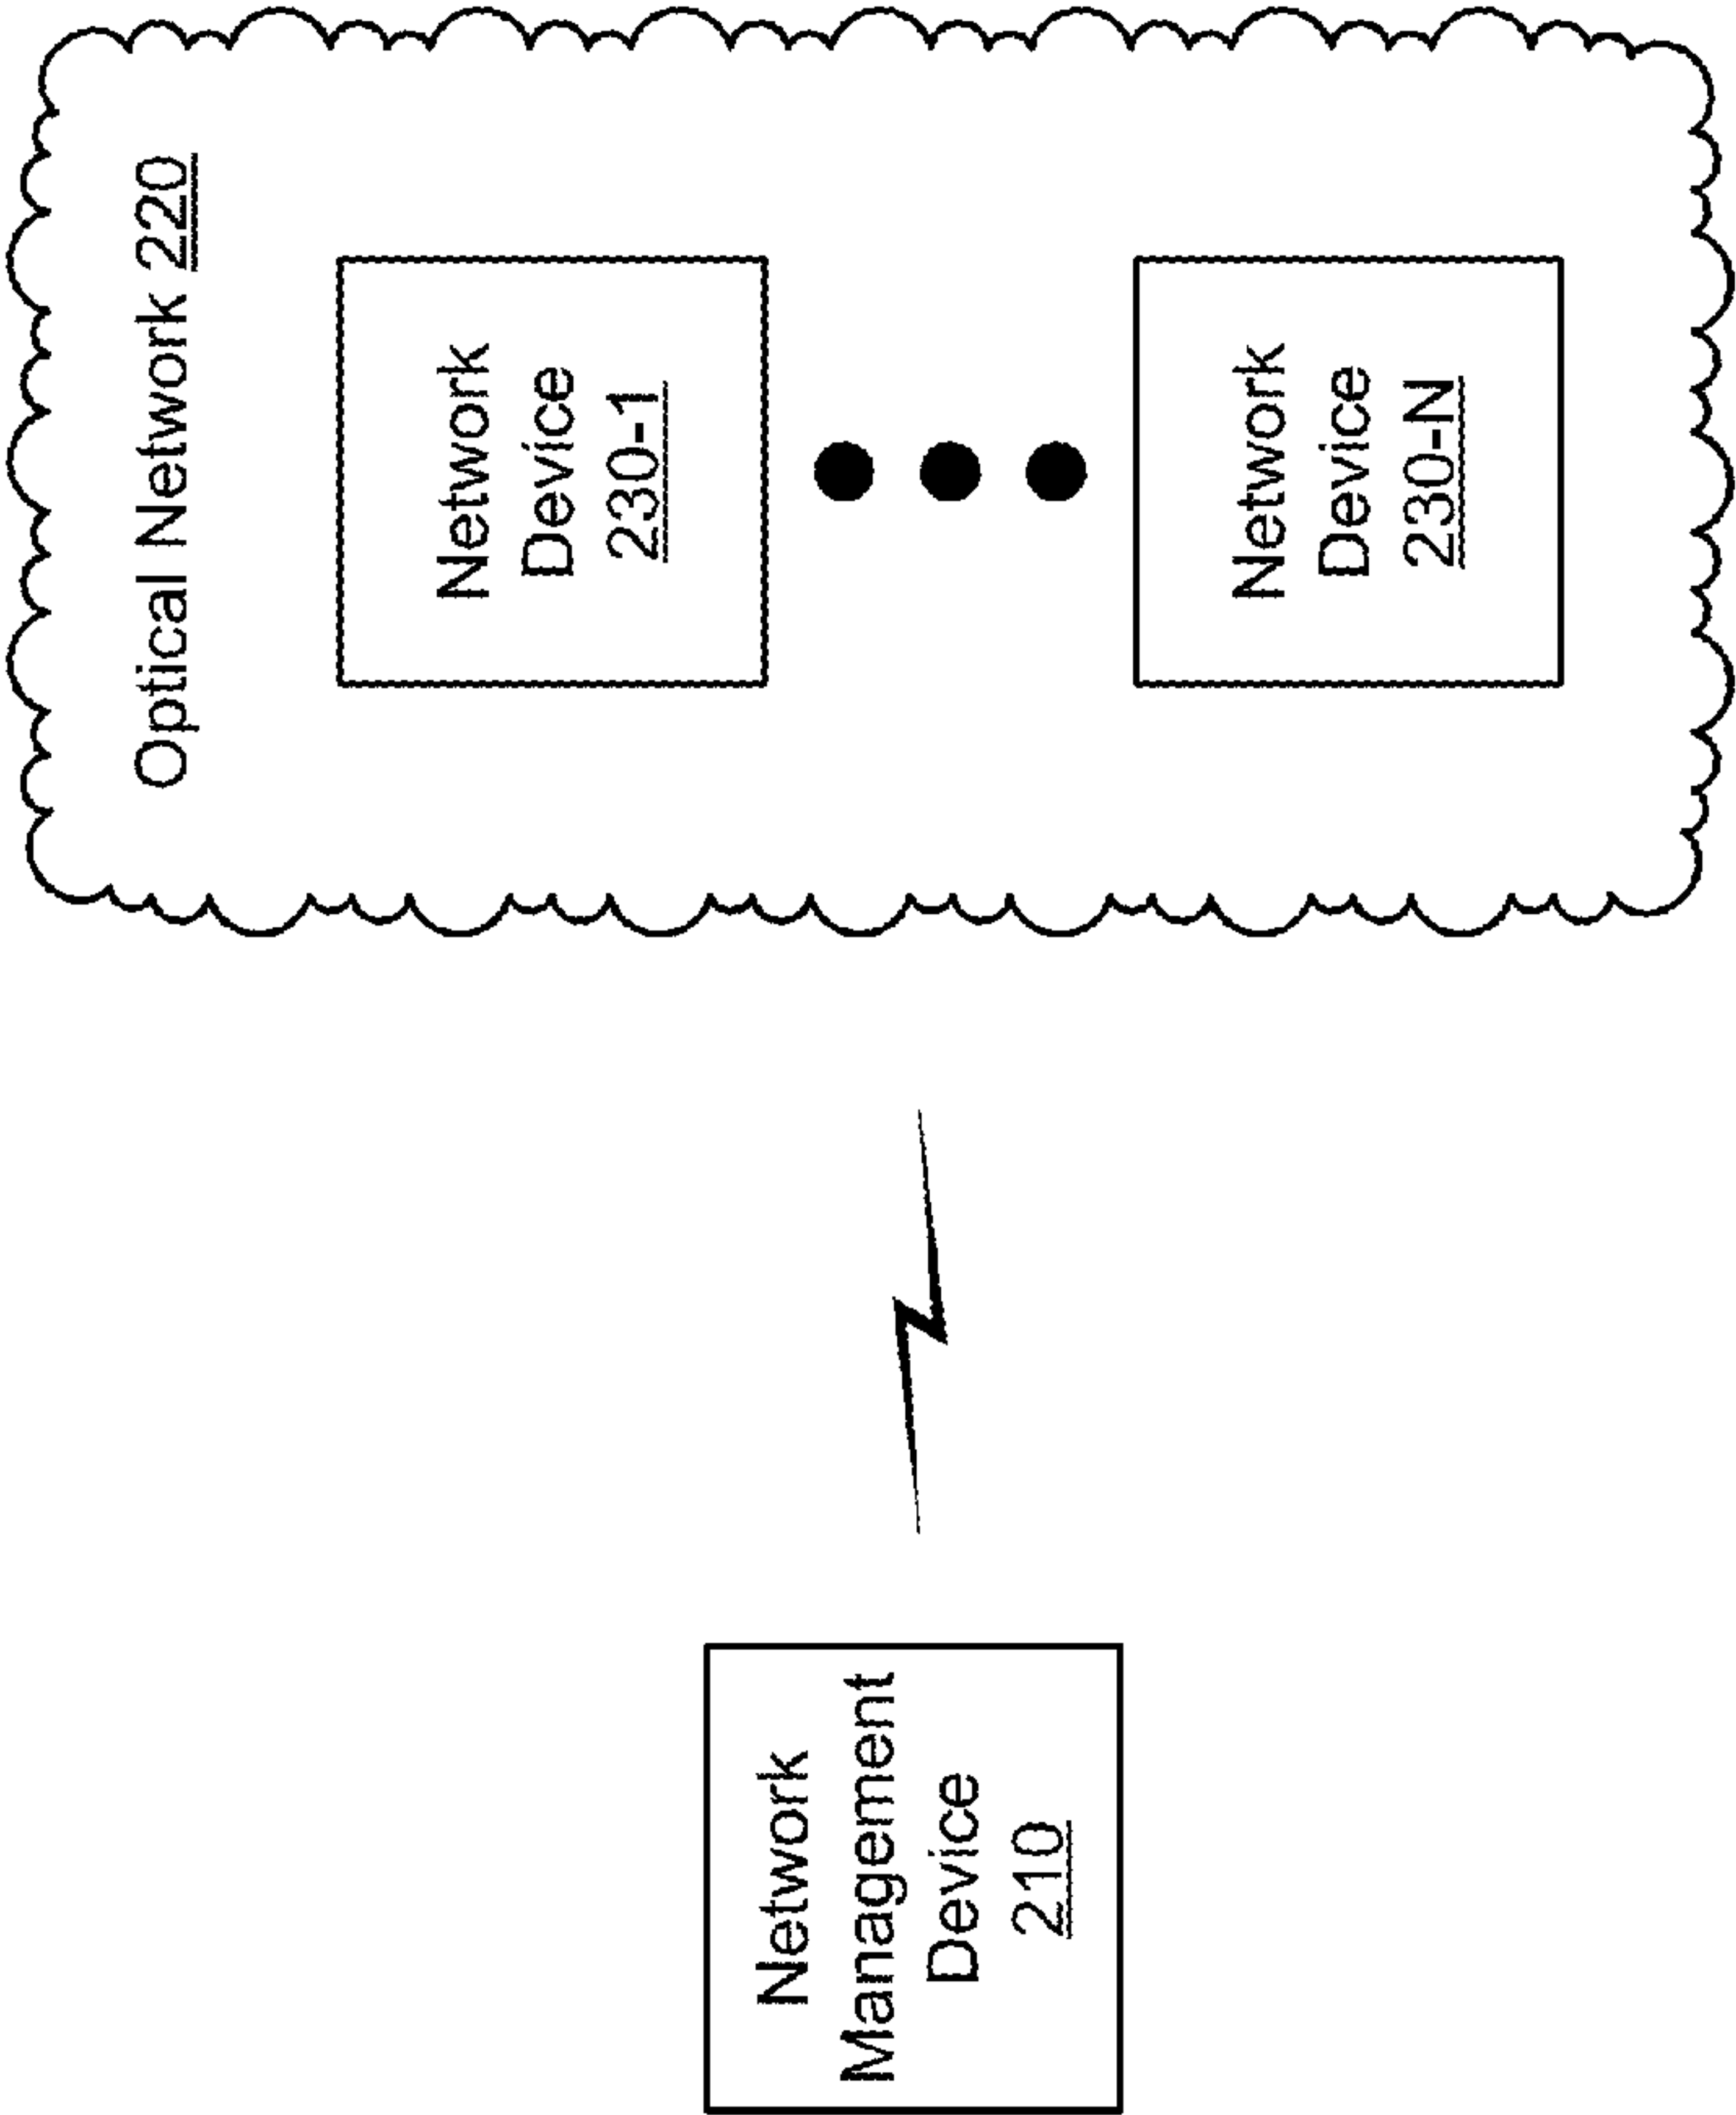 Optical Network 220
Network
Device
230-1
Network
Device
230-N
Network
Management
Device
210